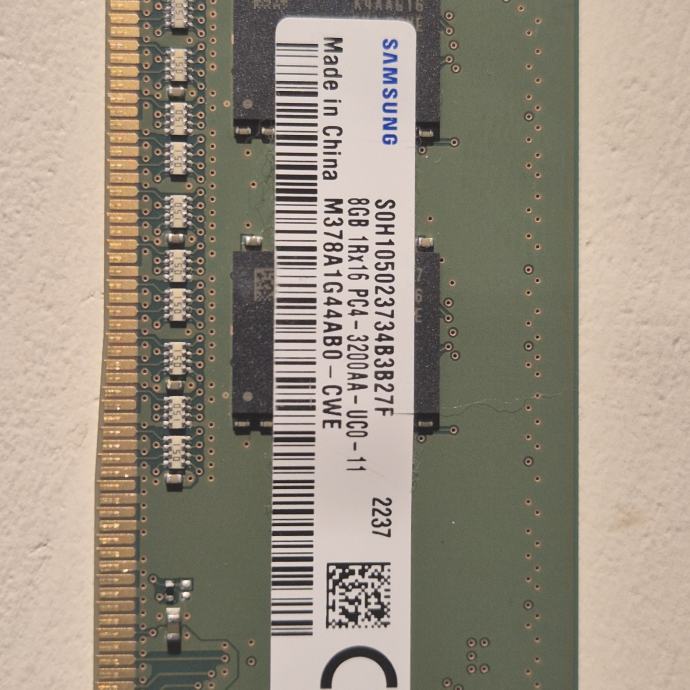 SAMSUNG
S0H105023734B3B27F
8GB 1Rx16 PC4-3200AA-UC0-11
2237
Made in China
M378A1G44AB0-CWE